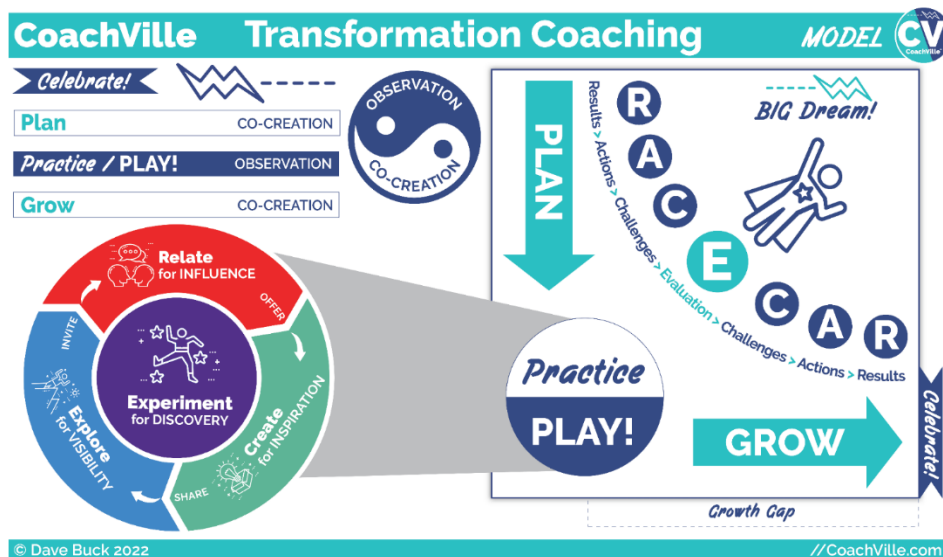 CoachVille Transformation Coaching MODEL CV
CoachVille
Celebrate!
Plan CO-CREATION
Practice / PLAY! OBSERVATION
Grow CO-CREATION
OBSERVATION
CO-CREATION
Relate
for INFLUENCE
OFFER
Create
for INSPIRATION
SHARE
Explore
for VISIBILITY
INVITE
Experiment
for DISCOVERY
PLAN
R
A
C
E
C
A
R
Results > Actions > Challenges > Evaluation > Challenges > Actions > Results
BIG Dream!
Practice
PLAY!
GROW
Celebrate!
Growth Gap
© Dave Buck 2022 //CoachVille.com